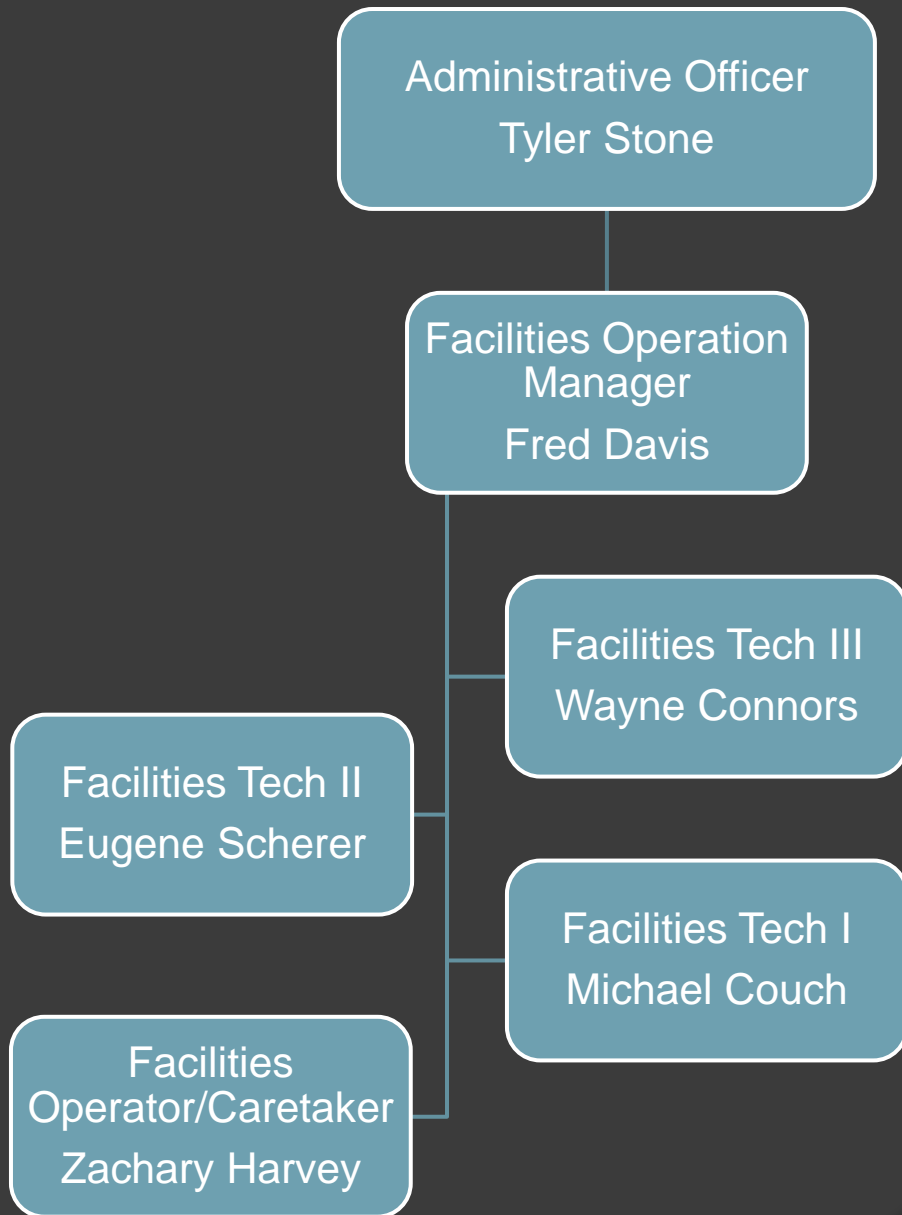 Administrative Officer
Tyler Stone
Facilities Operation
Manager
Fred Davis
Facilities Tech III
Wayne Connors
Facilities Tech II
Eugene Scherer
Facilities Tech I
Michael Couch
Facilities
Operator/Caretaker
Zachary Harvey